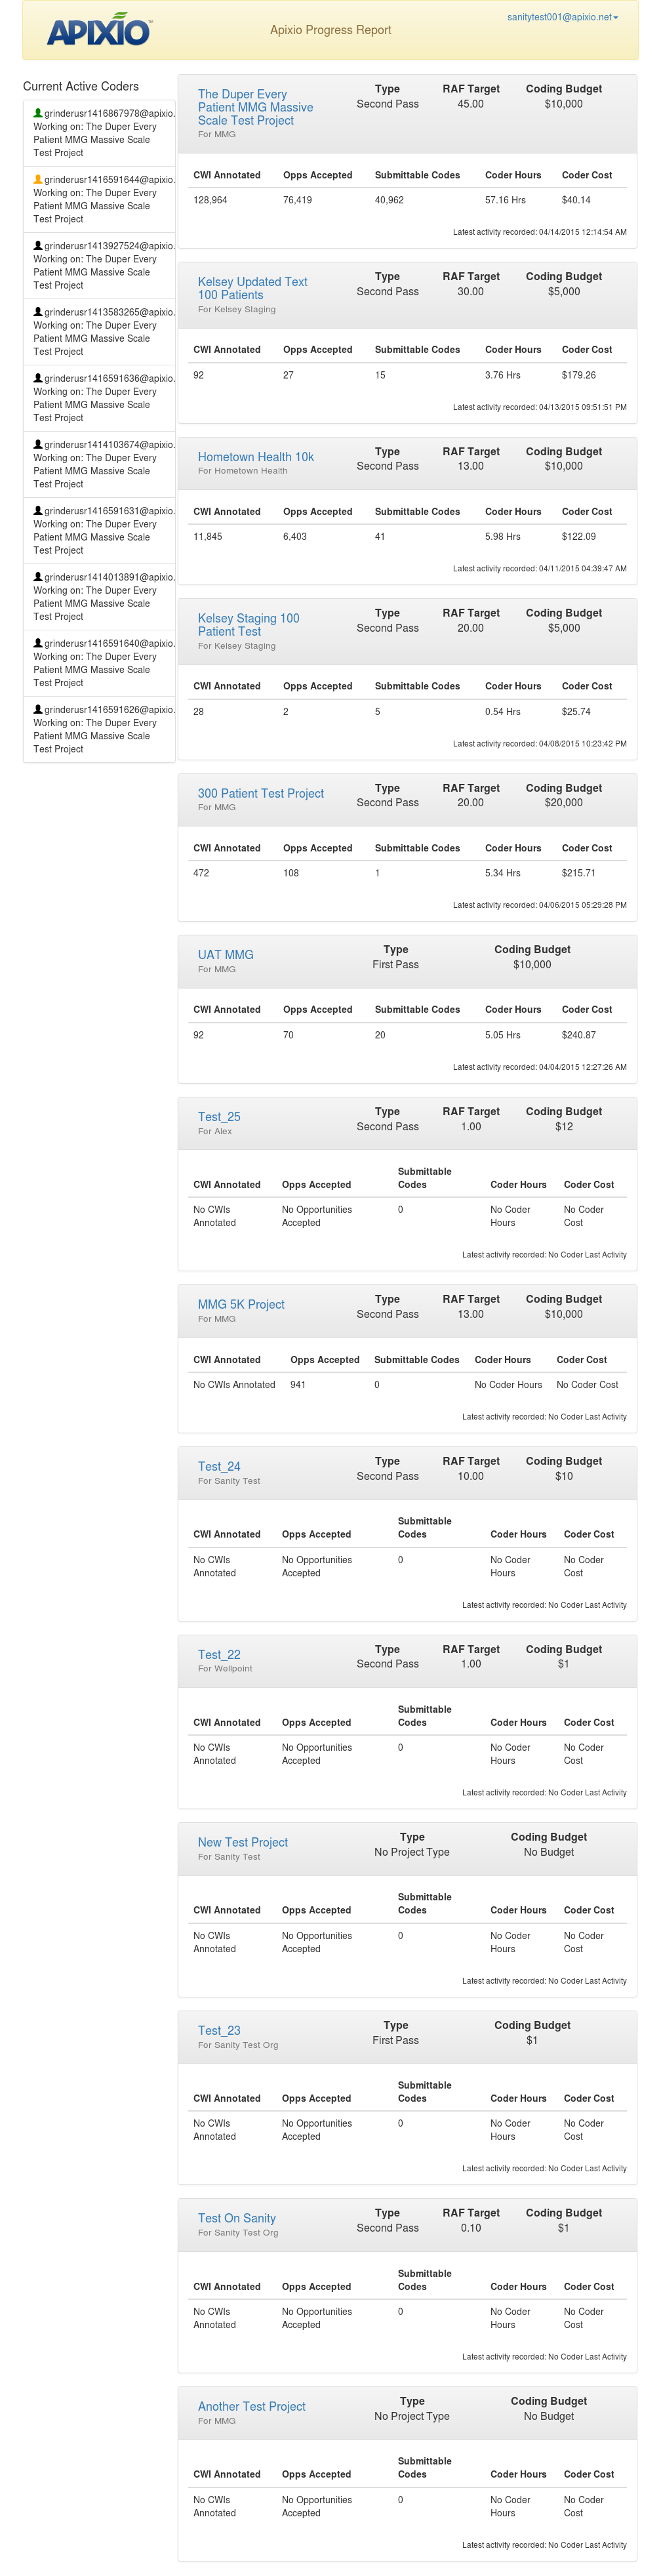 APIXIO™
Apixio Progress Report
sanitytest001@apixio.net
Current Active Coders
grinderusr1416867978@apixio.
Working on: The Duper Every
Patient MMG Massive Scale
Test Project
grinderusr1416591644@apixio.
Working on: The Duper Every
Patient MMG Massive Scale
Test Project
grinderusr1413927524@apixio.
Working on: The Duper Every
Patient MMG Massive Scale
Test Project
grinderusr1413583265@apixio.
Working on: The Duper Every
Patient MMG Massive Scale
Test Project
grinderusr1416591636@apixio.
Working on: The Duper Every
Patient MMG Massive Scale
Test Project
grinderusr1414103674@apixio.
Working on: The Duper Every
Patient MMG Massive Scale
Test Project
grinderusr1416591631@apixio.
Working on: The Duper Every
Patient MMG Massive Scale
Test Project
grinderusr1414013891@apixio.
Working on: The Duper Every
Patient MMG Massive Scale
Test Project
grinderusr1416591640@apixio.
Working on: The Duper Every
Patient MMG Massive Scale
Test Project
grinderusr1416591626@apixio.
Working on: The Duper Every
Patient MMG Massive Scale
Test Project
The Duper Every
Patient MMG Massive
Scale Test Project
For MMG
Type RAF Target Coding Budget
Second Pass 45.00 $10,000
CWI Annotated Opps Accepted Submittable Codes Coder Hours Coder Cost
128,964 76,419 40,962 57.16 Hrs $40.14
Latest activity recorded: 04/14/2015 12:14:54 AM
Kelsey Updated Text
100 Patients
For Kelsey Staging
Type RAF Target Coding Budget
Second Pass 30.00 $5,000
CWI Annotated Opps Accepted Submittable Codes Coder Hours Coder Cost
92 27 15 3.76 Hrs $179.26
Latest activity recorded: 04/13/2015 09:51:51 PM
Hometown Health 10k
For Hometown Health
Type RAF Target Coding Budget
Second Pass 13.00 $10,000
CWI Annotated Opps Accepted Submittable Codes Coder Hours Coder Cost
11,845 6,403 41 5.98 Hrs $122.09
Latest activity recorded: 04/11/2015 04:39:47 AM
Kelsey Staging 100
Patient Test
For Kelsey Staging
Type RAF Target Coding Budget
Second Pass 20.00 $5,000
CWI Annotated Opps Accepted Submittable Codes Coder Hours Coder Cost
28 2 5 0.54 Hrs $25.74
Latest activity recorded: 04/08/2015 10:23:42 PM
300 Patient Test Project
For MMG
Type RAF Target Coding Budget
Second Pass 20.00 $20,000
CWI Annotated Opps Accepted Submittable Codes Coder Hours Coder Cost
472 108 1 5.34 Hrs $215.71
Latest activity recorded: 04/06/2015 05:29:28 PM
UAT MMG
For MMG
Type Coding Budget
First Pass $10,000
CWI Annotated Opps Accepted Submittable Codes Coder Hours Coder Cost
92 70 20 5.05 Hrs $240.87
Latest activity recorded: 04/04/2015 12:27:26 AM
Test_25
For Alex
Type RAF Target Coding Budget
Second Pass 1.00 $12
Submittable
CWI Annotated Opps Accepted Codes Coder Hours Coder Cost
No CWIs No Opportunities 0 No Coder No Coder
Annotated Accepted Hours Cost
Latest activity recorded: No Coder Last Activity
MMG 5K Project
For MMG
Type RAF Target Coding Budget
Second Pass 13.00 $10,000
CWI Annotated Opps Accepted Submittable Codes Coder Hours Coder Cost
No CWIs Annotated 941 0 No Coder Hours No Coder Cost
Latest activity recorded: No Coder Last Activity
Test_24
For Sanity Test
Type RAF Target Coding Budget
Second Pass 10.00 $10
Submittable
CWI Annotated Opps Accepted Codes Coder Hours Coder Cost
No CWIs No Opportunities 0 No Coder No Coder
Annotated Accepted Hours Cost
Latest activity recorded: No Coder Last Activity
Test_22
For Wellpoint
Type RAF Target Coding Budget
Second Pass 1.00 $1
Submittable
CWI Annotated Opps Accepted Codes Coder Hours Coder Cost
No CWIs No Opportunities 0 No Coder No Coder
Annotated Accepted Hours Cost
Latest activity recorded: No Coder Last Activity
New Test Project
For Sanity Test
Type Coding Budget
No Project Type No Budget
Submittable
CWI Annotated Opps Accepted Codes Coder Hours Coder Cost
No CWIs No Opportunities 0 No Coder No Coder
Annotated Accepted Hours Cost
Latest activity recorded: No Coder Last Activity
Test_23
For Sanity Test Org
Type Coding Budget
First Pass $1
Submittable
CWI Annotated Opps Accepted Codes Coder Hours Coder Cost
No CWIs No Opportunities 0 No Coder No Coder
Annotated Accepted Hours Cost
Latest activity recorded: No Coder Last Activity
Test On Sanity
For Sanity Test Org
Type RAF Target Coding Budget
Second Pass 0.10 $1
Submittable
CWI Annotated Opps Accepted Codes Coder Hours Coder Cost
No CWIs No Opportunities 0 No Coder No Coder
Annotated Accepted Hours Cost
Latest activity recorded: No Coder Last Activity
Another Test Project
For MMG
Type Coding Budget
No Project Type No Budget
Submittable
CWI Annotated Opps Accepted Codes Coder Hours Coder Cost
No CWIs No Opportunities 0 No Coder No Coder
Annotated Accepted Hours Cost
Latest activity recorded: No Coder Last Activity